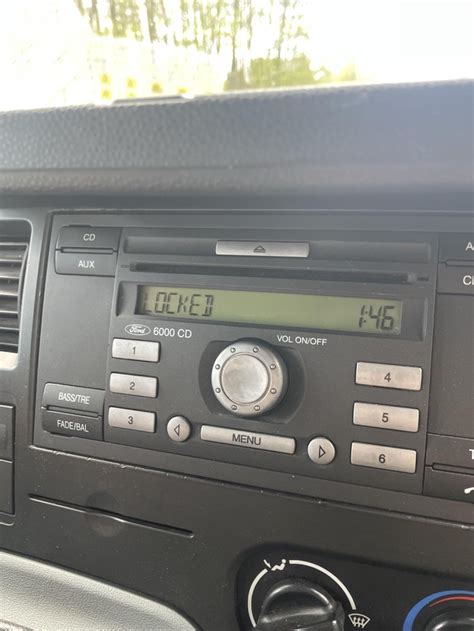 CD
AUX
LOCKED 1:46
Ford 6000 CD
VOL ON/OFF
1
2
3
4
5
6
BASS/TRE
FADE/BAL
MENU